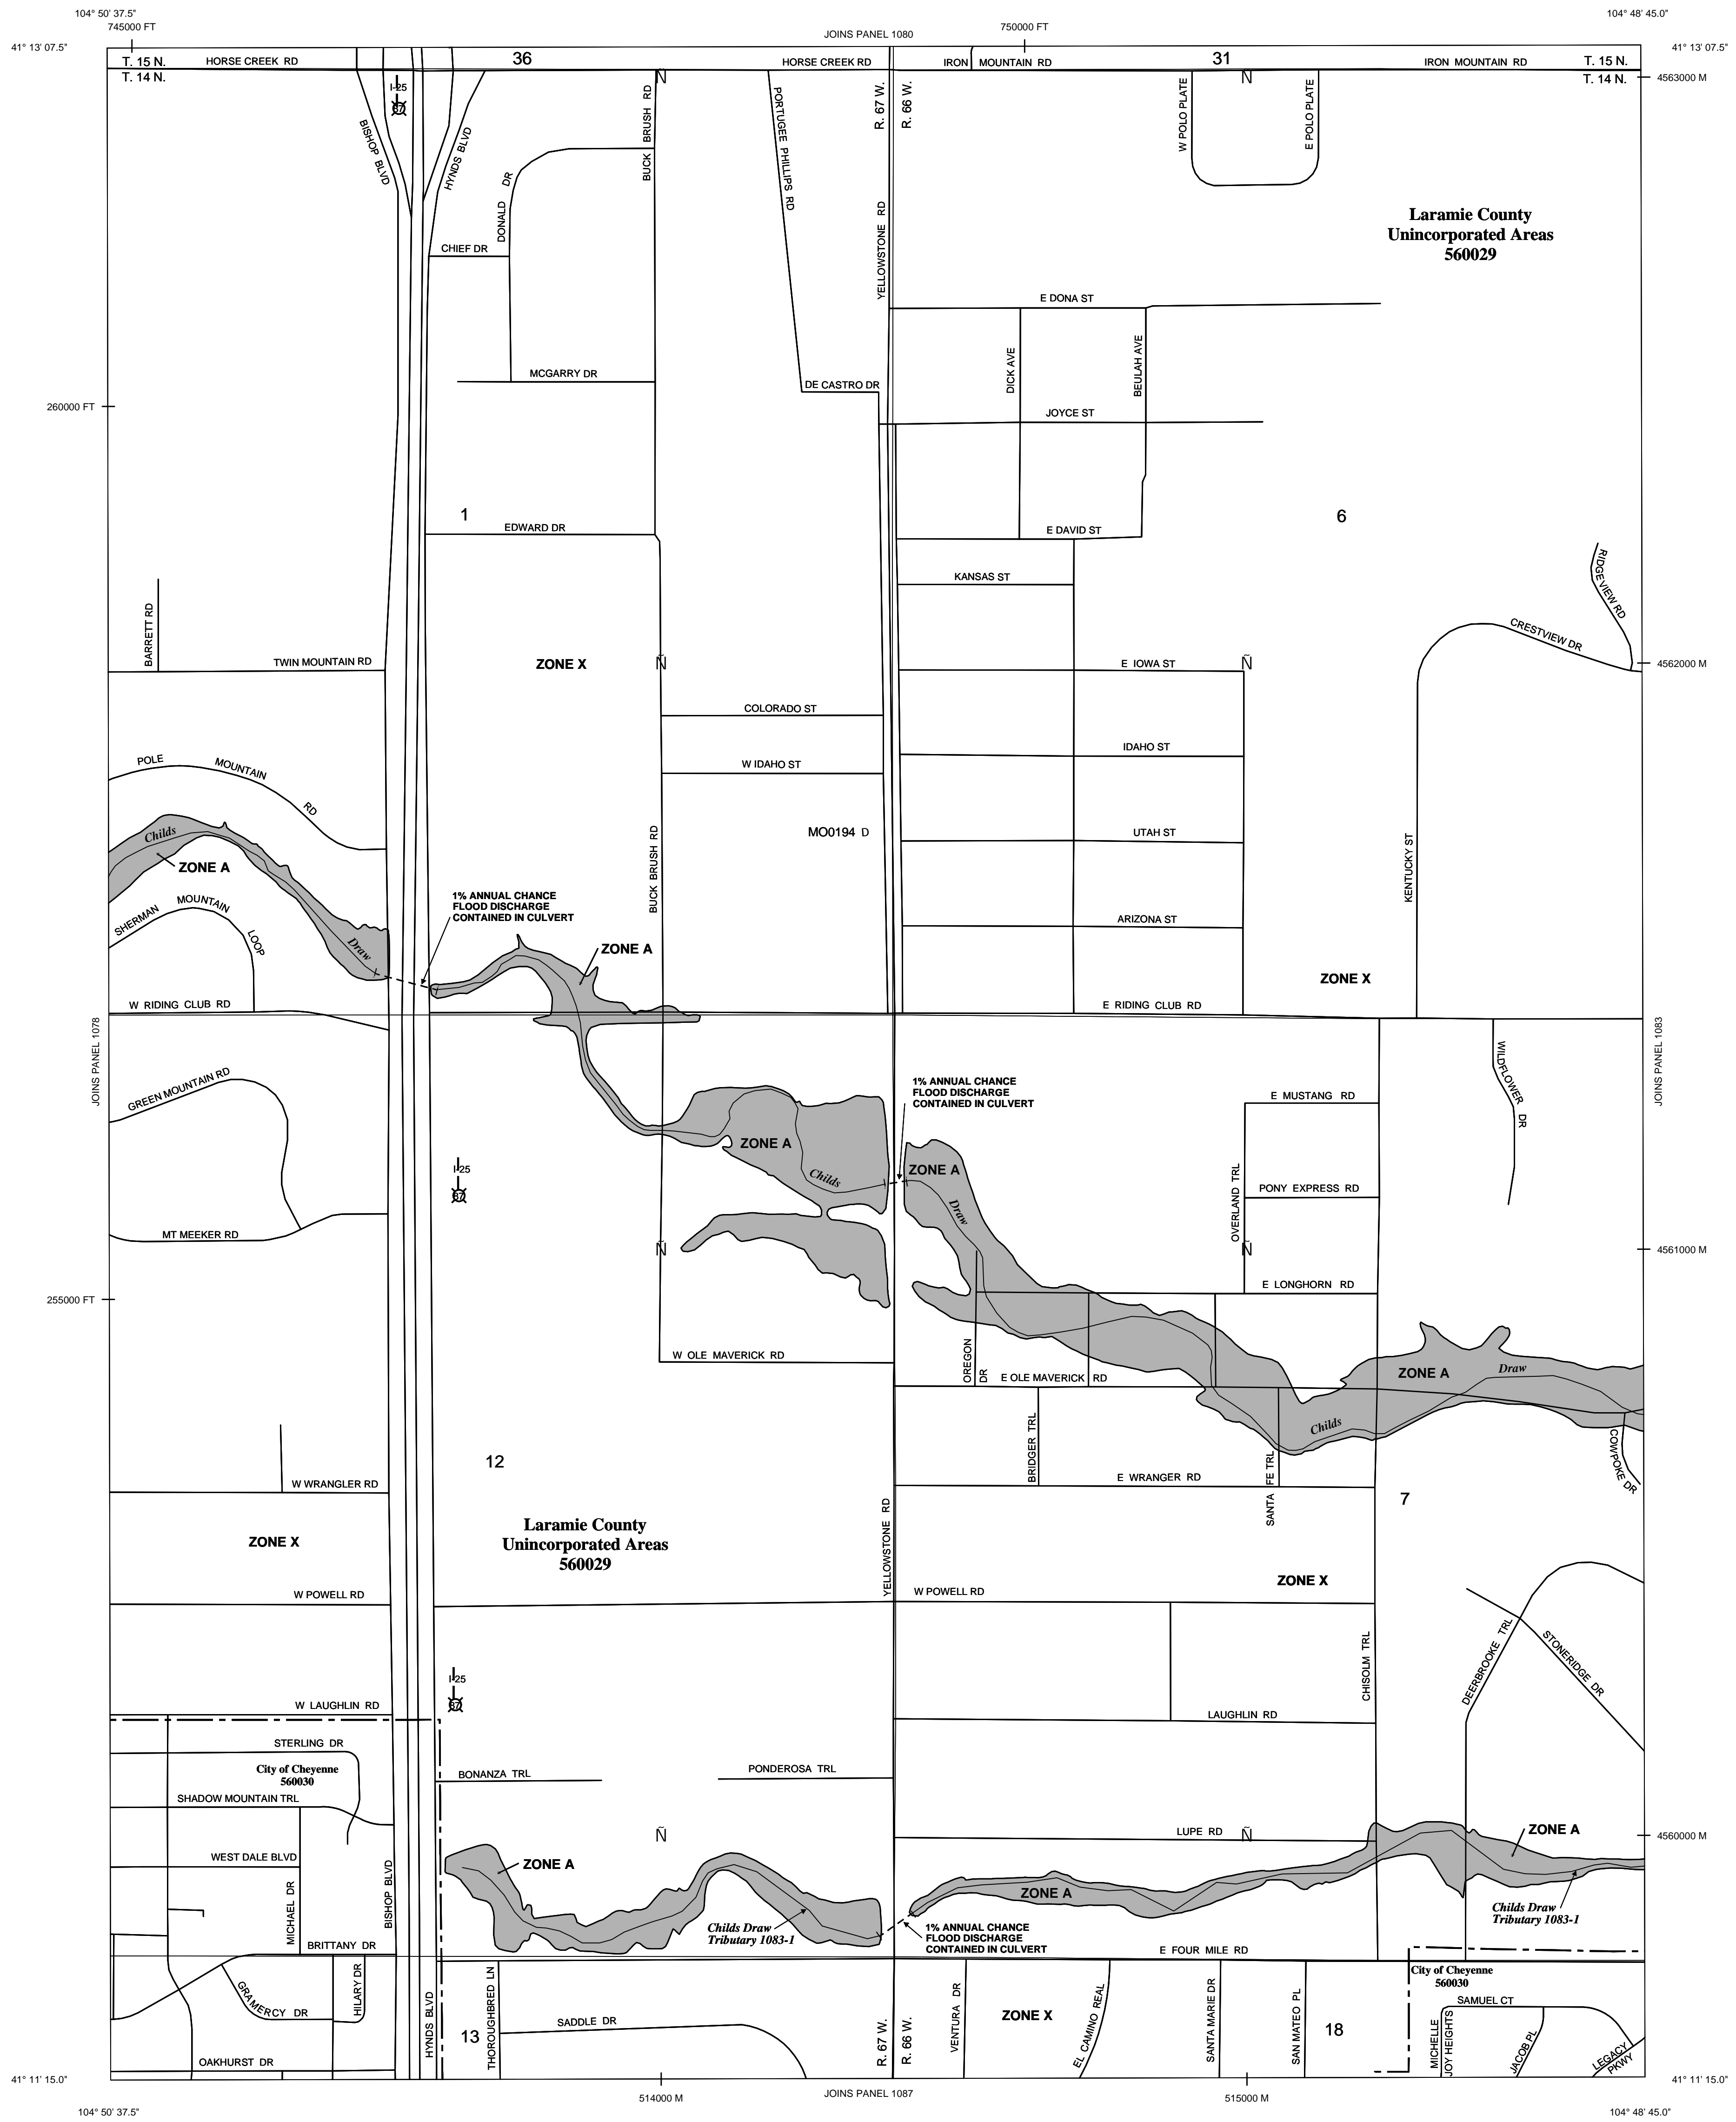 104° 50' 37.5"
104° 48' 45.0"
745000 FT
750000 FT
JOINS PANEL 1080
41° 13' 07.5"
41° 13' 07.5"
T. 15 N.
HORSE CREEK RD
36
HORSE CREEK RD
IRON MOUNTAIN RD
31
IRON MOUNTAIN RD
T. 15 N.
T. 14 N.
T. 14 N.
4563000 M
I-25
BISHOP BLVD
HYNDS BLVD
BUCK BRUSH RD
PORTUGEE PHILLIPS RD
R. 67 W.
R. 66 W.
W POLO PLATE
E POLO PLATE
DONALD DR
YELLOWSTONE RD
Laramie County
Unincorporated Areas
560029
CHIEF DR
E DONA ST
MCGARRY DR
DE CASTRO DR
DICK AVE
BEULAH AVE
260000 FT
JOYCE ST
1
6
EDWARD DR
E DAVID ST
KANSAS ST
RIDGEVIEW RD
CRESTVIEW DR
BARRETT RD
TWIN MOUNTAIN RD
ZONE X
Ñ
E IOWA ST
Ñ
4562000 M
COLORADO ST
IDAHO ST
W IDAHO ST
POLE MOUNTAIN RD
MO0194 D
UTAH ST
Childs
ZONE A
BUCK BRUSH RD
KENTUCKY ST
1% ANNUAL CHANCE
FLOOD DISCHARGE
CONTAINED IN CULVERT
SHERMAN MOUNTAIN LOOP
ARIZONA ST
Draw
ZONE A
ZONE X
W RIDING CLUB RD
E RIDING CLUB RD
JOINS PANEL 1078
JOINS PANEL 1083
WILDFLOWER DR
GREEN MOUNTAIN RD
1% ANNUAL CHANCE
FLOOD DISCHARGE
CONTAINED IN CULVERT
E MUSTANG RD
ZONE A
ZONE A
I-25
Childs
Draw
OVERLAND TRL
PONY EXPRESS RD
MT MEEKER RD
Ñ
Ñ
4561000 M
E LONGHORN RD
255000 FT
W OLE MAVERICK RD
OREGON DR
E OLE MAVERICK RD
ZONE A
Draw
Childs
BRIDGER TRL
SANTA FE TRL
COWPOKE DR
12
W WRANGLER RD
E WRANGER RD
7
Laramie County
Unincorporated Areas
560029
ZONE X
YELLOWSTONE RD
ZONE X
W POWELL RD
W POWELL RD
DEERBROOKE TRL
STONERIDGE DR
CHISOLM TRL
I-25
W LAUGHLIN RD
LAUGHLIN RD
STERLING DR
City of Cheyenne
560030
BONANZA TRL
PONDEROSA TRL
SHADOW MOUNTAIN TRL
Ñ
LUPE RD
Ñ
ZONE A
4560000 M
WEST DALE BLVD
ZONE A
MICHAEL DR
BISHOP BLVD
ZONE A
Childs Draw
Tributary 1083-1
Childs Draw
Tributary 1083-1
1% ANNUAL CHANCE
FLOOD DISCHARGE
CONTAINED IN CULVERT
BRITTANY DR
E FOUR MILE RD
City of Cheyenne
560030
GRAMERCY DR
HILARY DR
HYNDS BLVD
THOROUGHBRED LN
13
SADDLE DR
R. 67 W.
R. 66 W.
VENTURA DR
ZONE X
EL CAMINO REAL
SANTA MARIE DR
SAN MATEO PL
18
SAMUEL CT
MICHELLE
JOY HEIGHTS
JACOB PL
LEGACY
PKWY
OAKHURST DR
41° 11' 15.0"
41° 11' 15.0"
JOINS PANEL 1087
514000 M
515000 M
104° 50' 37.5"
104° 48' 45.0"